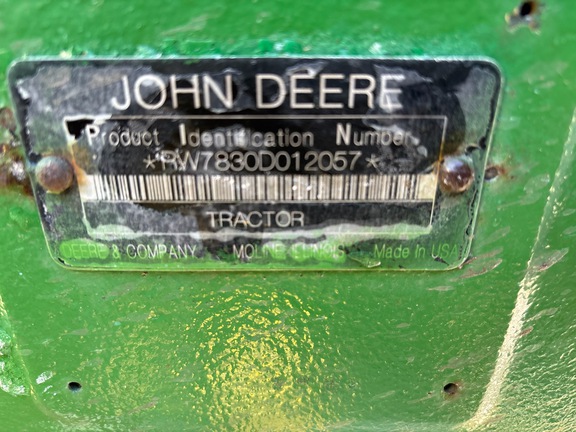 JOHN DEERE
Product Identification Number
*RW7830D012057*
TRACTOR
DEERE & COMPANY MOLINE ILLINOIS Made In USA